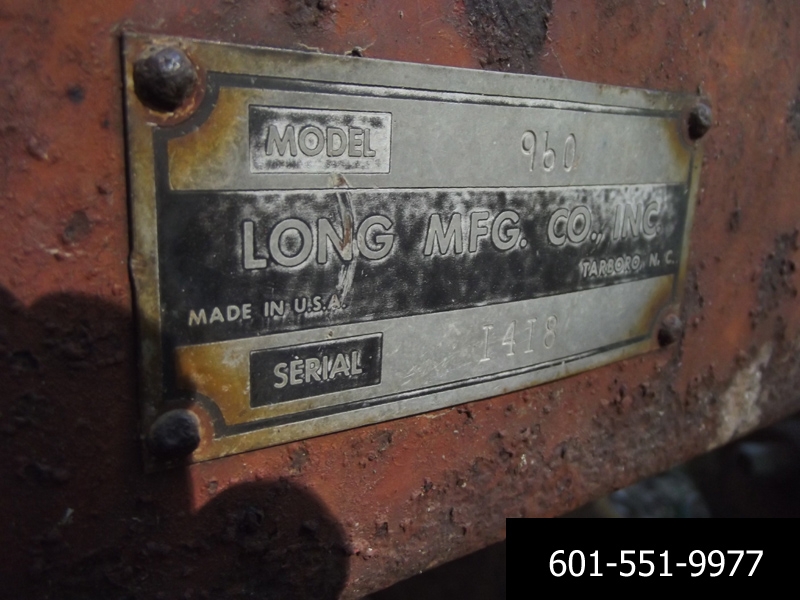 MODEL 960
LONG MFG. CO., INC.
TARBORO, N. C.
MADE IN U.S.A.
SERIAL 1418
601-551-9977